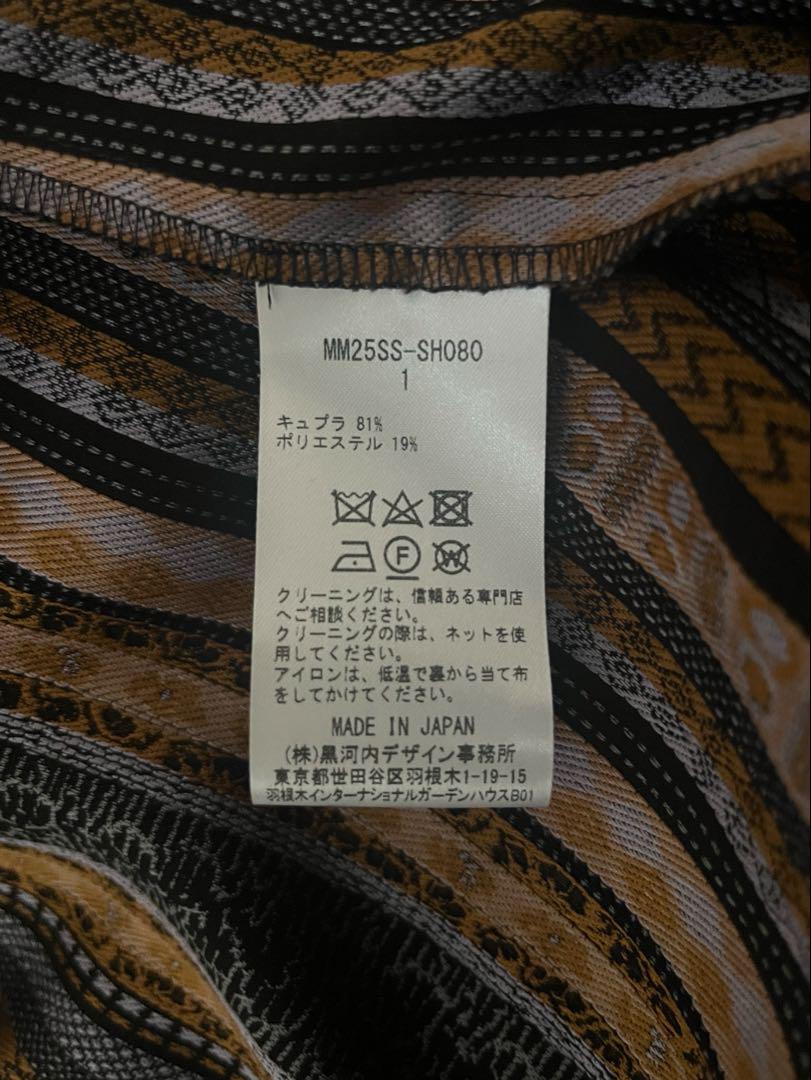 MM25SS-SH080
1
キュプラ 81%
ポリエステル 19%
F
W
クリーニングは、信頼ある専門店
へご相談ください。
クリーニングの際は、ネットを使
用してください。
アイロンは、低温で裏から当て布
をしてかけてください。
MADE IN JAPAN
(株)黒河内デザイン事務所
東京都世田谷区羽根木1-19-15
羽根木インターナショナルガーデンハウスB01